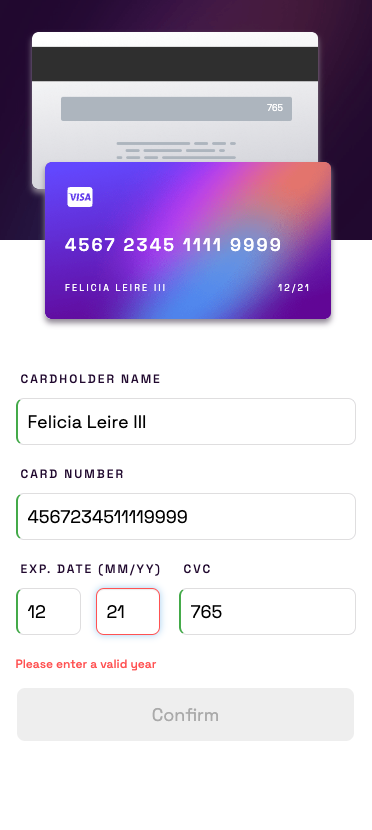 765
VISA
4567 2345 1111 9999
FELICIA LEIRE III 12/21
CARDHOLDER NAME
Felicia Leire III
CARD NUMBER
4567234511119999
EXP. DATE (MM/YY) CVC
12 21 765
Please enter a valid year
Confirm